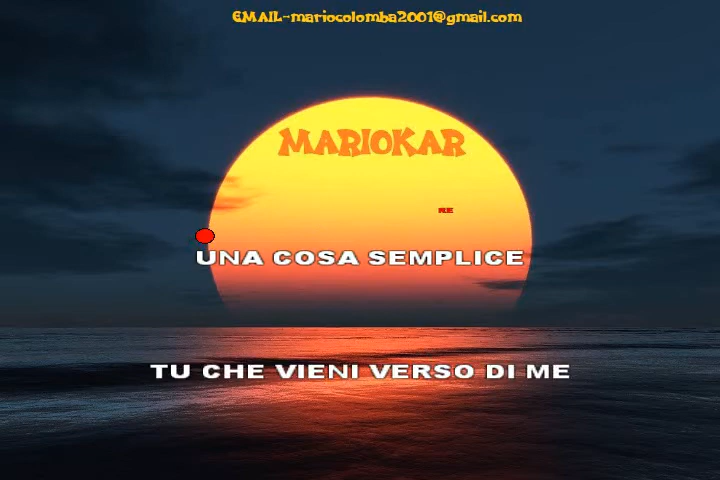 EMAIL-mariocolomba2001@gmail.com
MARIOKAR
RE
UNA COSA SEMPLICE
TU CHE VIENI VERSO DI ME